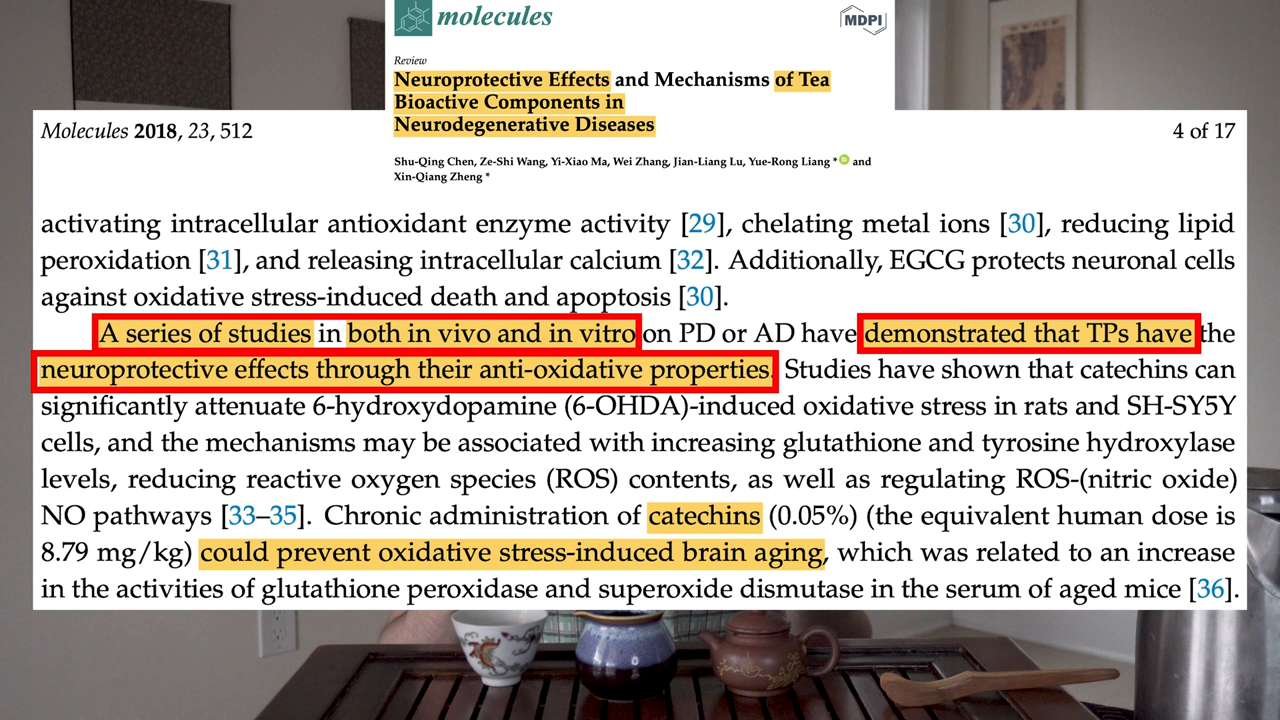 molecules
MDPI
Review
Neuroprotective Effects and Mechanisms of Tea
Bioactive Components in
Neurodegenerative Diseases
Molecules 2018, 23, 512
4 of 17
Shu-Qing Chen, Ze-Shi Wang, Yi-Xiao Ma, Wei Zhang, Jian-Liang Lu, Yue-Rong Liang * and
Xin-Qiang Zheng *
activating intracellular antioxidant enzyme activity [29], chelating metal ions [30], reducing lipid
peroxidation [31], and releasing intracellular calcium [32]. Additionally, EGCG protects neuronal cells
against oxidative stress-induced death and apoptosis [30].
A series of studies in both in vivo and in vitro on PD or AD have demonstrated that TPs have the
neuroprotective effects through their anti-oxidative properties. Studies have shown that catechins can
significantly attenuate 6-hydroxydopamine (6-OHDA)-induced oxidative stress in rats and SH-SY5Y
cells, and the mechanisms may be associated with increasing glutathione and tyrosine hydroxylase
levels, reducing reactive oxygen species (ROS) contents, as well as regulating ROS-(nitric oxide)
NO pathways [33–35]. Chronic administration of catechins (0.05%) (the equivalent human dose is
8.79 mg/kg) could prevent oxidative stress-induced brain aging, which was related to an increase
in the activities of glutathione peroxidase and superoxide dismutase in the serum of aged mice [36].